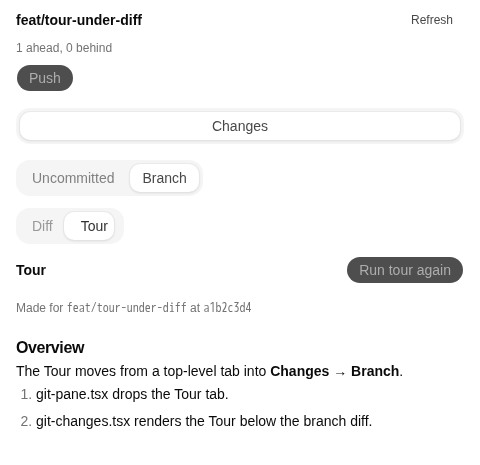 feat/tour-under-diff
Refresh
1 ahead, 0 behind
Push
Changes
Uncommitted Branch
Diff Tour
Tour
Run tour again
Made for feat/tour-under-diff at a1b2c3d4
Overview
The Tour moves from a top-level tab into Changes → Branch.
1. git-pane.tsx drops the Tour tab.
2. git-changes.tsx renders the Tour below the branch diff.